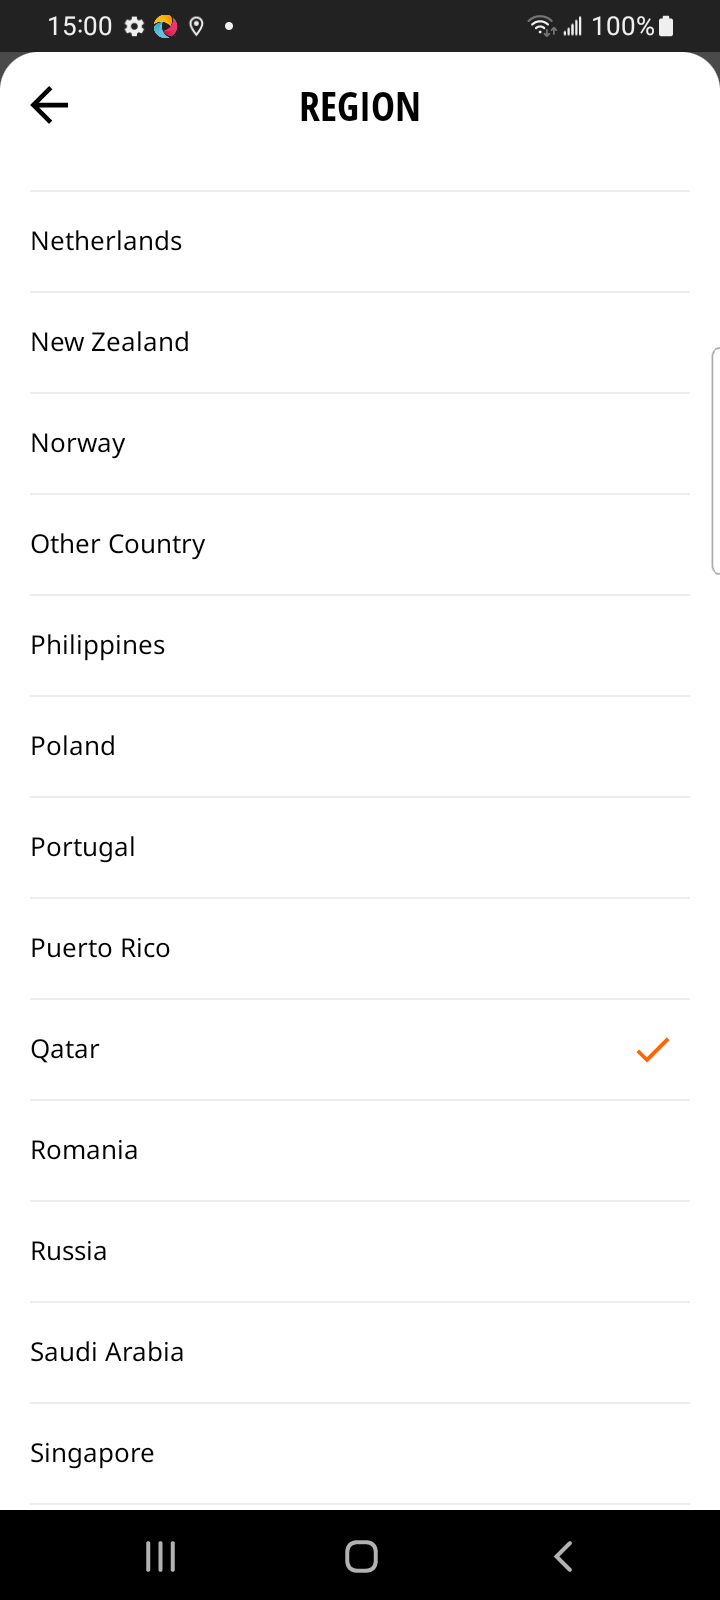 15:00
100%
REGION
Netherlands
New Zealand
Norway
Other Country
Philippines
Poland
Portugal
Puerto Rico
Qatar
Romania
Russia
Saudi Arabia
Singapore